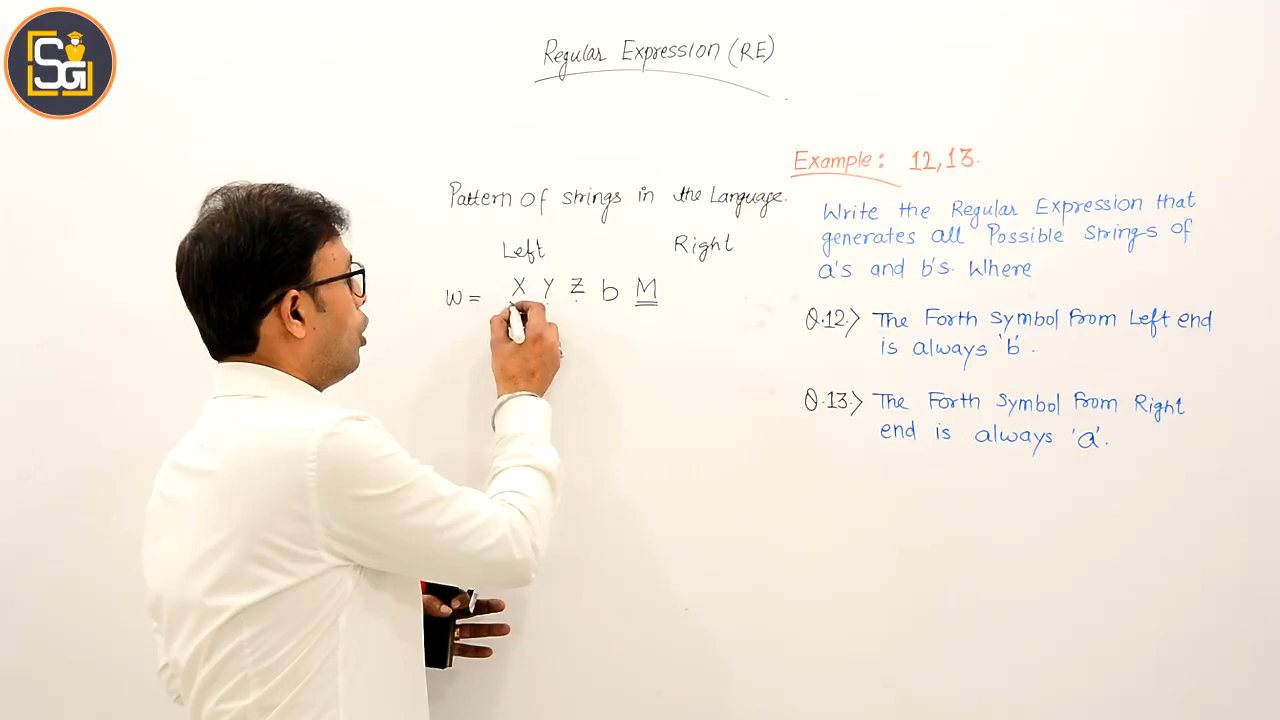 SG
Regular Expression (RE)
Example: 12,13.
Pattern of strings in the Language.
Left Right
W = X Y Z b M
Write the Regular Expression that
generates all Possible strings of
a's and b's. Where
Q.12.> The Forth Symbol from Left end
is always 'b'.
Q.13.> The Forth Symbol from Right
end is always 'a'.